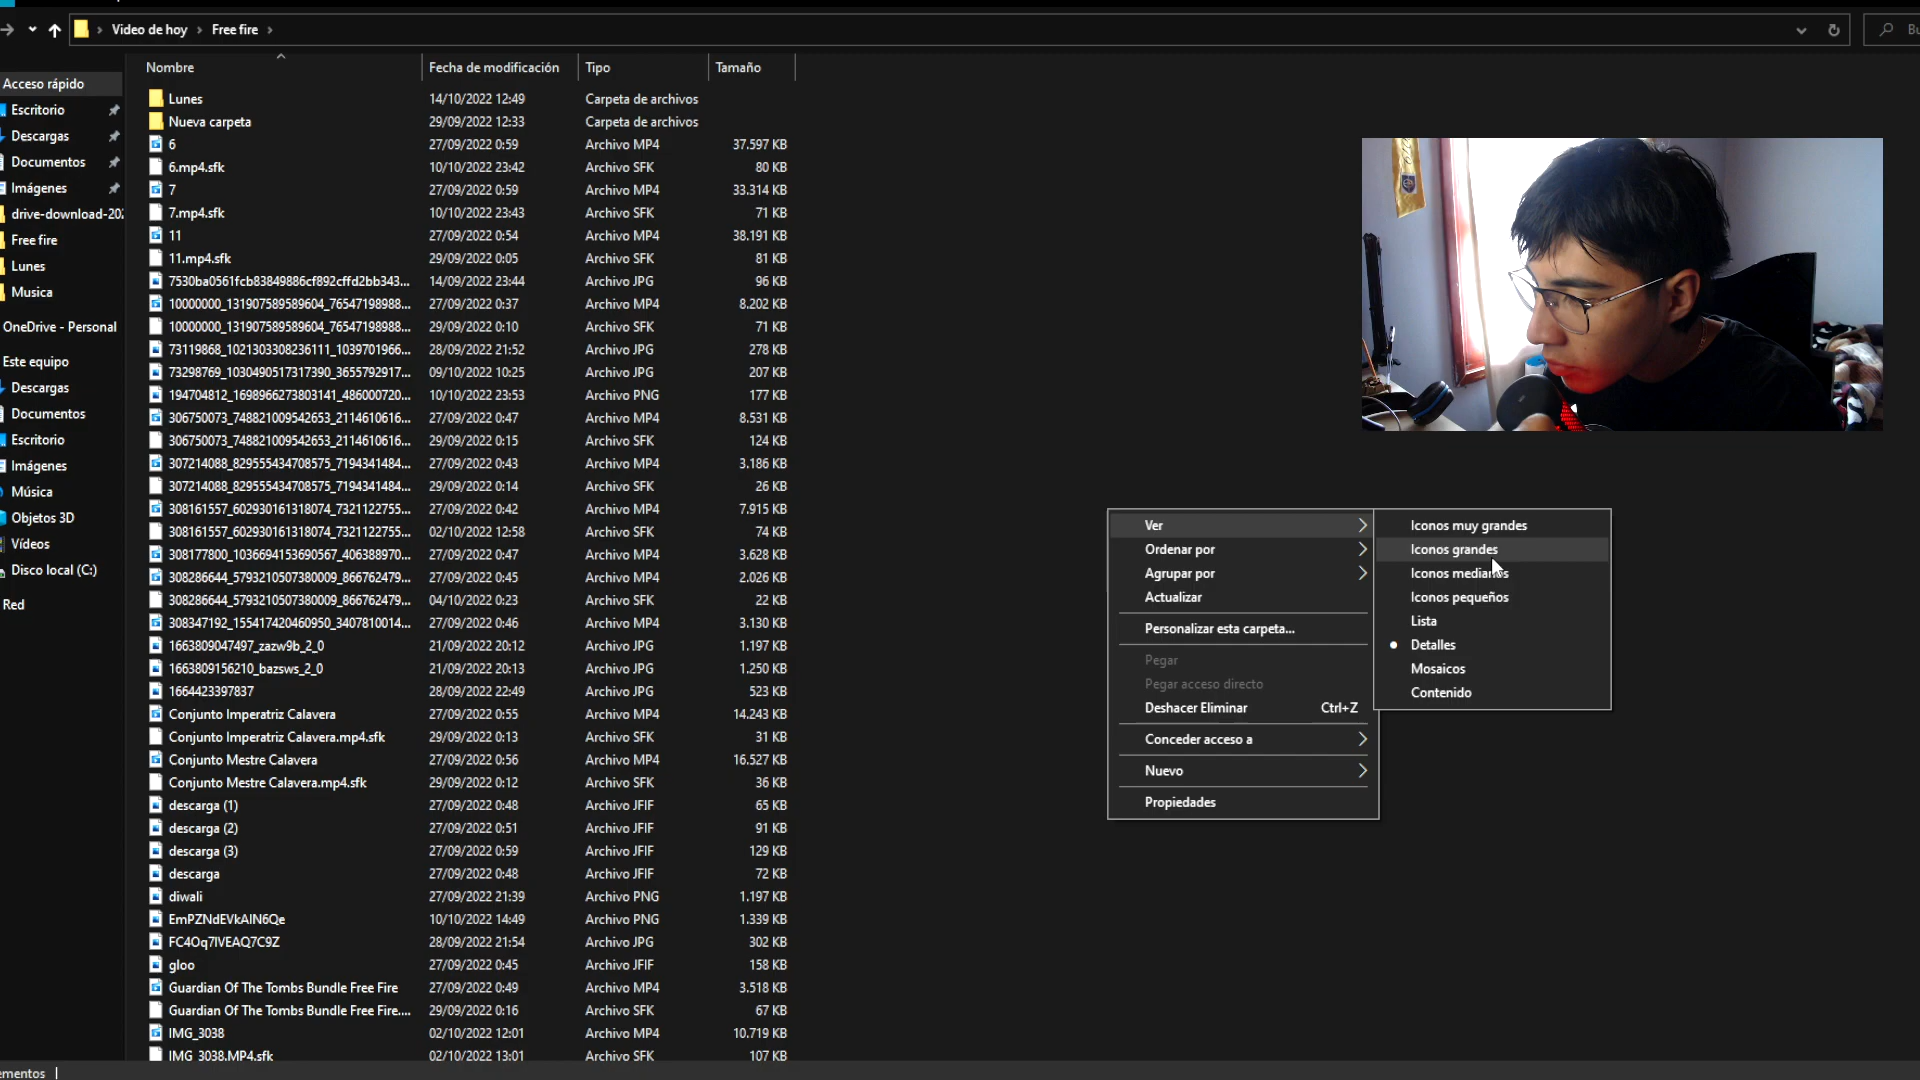 Video de hoy > Free fire >
Bu
Acceso rápido
Escritorio
Descargas
Documentos
Imágenes
drive-download-202
Free fire
Lunes
Musica
OneDrive - Personal
Este equipo
Descargas
Documentos
Escritorio
Imágenes
Música
Objetos 3D
Vídeos
Disco local (C:)
Red
Nombre Fecha de modificación Tipo Tamaño
Lunes 14/10/2022 12:49 Carpeta de archivos
Nueva carpeta 29/09/2022 12:33 Carpeta de archivos
6 27/09/2022 0:59 Archivo MP4 37.597 KB
6.mp4.sfk 10/10/2022 23:42 Archivo SFK 80 KB
7 27/09/2022 0:59 Archivo MP4 33.314 KB
7.mp4.sfk 10/10/2022 23:43 Archivo SFK 71 KB
11 27/09/2022 0:54 Archivo MP4 38.191 KB
11.mp4.sfk 29/09/2022 0:05 Archivo SFK 81 KB
7530ba0561fcb83849886cf892cffd2bb343... 14/09/2022 23:44 Archivo JPG 96 KB
10000000_131907589589604_76547198988... 27/09/2022 0:37 Archivo MP4 8.202 KB
10000000_131907589589604_76547198988... 29/09/2022 0:10 Archivo SFK 71 KB
73119868_1021303308236111_1039701966... 28/09/2022 21:52 Archivo JPG 278 KB
73298769_1030490517317390_3655792917... 09/10/2022 10:25 Archivo JPG 207 KB
194704812_1698966273803141_486000720... 10/10/2022 23:53 Archivo PNG 177 KB
306750073_748821009542653_2114610616... 27/09/2022 0:47 Archivo MP4 8.531 KB
306750073_748821009542653_2114610616... 29/09/2022 0:15 Archivo SFK 124 KB
307214088_829555434708575_7194341484... 27/09/2022 0:43 Archivo MP4 3.186 KB
307214088_829555434708575_7194341484... 29/09/2022 0:14 Archivo SFK 26 KB
308161557_602930161318074_7321122755... 27/09/2022 0:42 Archivo MP4 7.915 KB
308161557_602930161318074_7321122755... 02/10/2022 12:58 Archivo SFK 74 KB
308177800_1036694153690567_406388970... 27/09/2022 0:47 Archivo MP4 3.628 KB
308286644_5793210507380009_866762479... 27/09/2022 0:45 Archivo MP4 2.026 KB
308286644_5793210507380009_866762479... 04/10/2022 0:23 Archivo SFK 22 KB
308347192_155417420460950_3407810014... 27/09/2022 0:46 Archivo MP4 3.130 KB
1663809047497_zazw9b_2_0 21/09/2022 20:12 Archivo JPG 1.197 KB
1663809156210_bazsws_2_0 21/09/2022 20:13 Archivo JPG 1.250 KB
1664423397837 28/09/2022 22:49 Archivo JPG 523 KB
Conjunto Imperatriz Calavera 27/09/2022 0:55 Archivo MP4 14.243 KB
Conjunto Imperatriz Calavera.mp4.sfk 29/09/2022 0:13 Archivo SFK 31 KB
Conjunto Mestre Calavera 27/09/2022 0:56 Archivo MP4 16.527 KB
Conjunto Mestre Calavera.mp4.sfk 29/09/2022 0:12 Archivo SFK 36 KB
descarga (1) 27/09/2022 0:48 Archivo JFIF 65 KB
descarga (2) 27/09/2022 0:51 Archivo JFIF 91 KB
descarga (3) 27/09/2022 0:59 Archivo JFIF 129 KB
descarga 27/09/2022 0:48 Archivo JFIF 72 KB
diwali 27/09/2022 21:39 Archivo PNG 1.197 KB
EmPZNdEVkAIN6Qe 10/10/2022 14:49 Archivo PNG 1.339 KB
FC4Oq7IVEAQ7C9Z 28/09/2022 21:54 Archivo JPG 302 KB
gloo 27/09/2022 0:45 Archivo JFIF 158 KB
Guardian Of The Tombs Bundle Free Fire 27/09/2022 0:49 Archivo MP4 3.518 KB
Guardian Of The Tombs Bundle Free Fire.... 29/09/2022 0:16 Archivo SFK 67 KB
IMG_3038 02/10/2022 12:01 Archivo MP4 10.719 KB
IMG_3038.MP4.sfk 02/10/2022 13:01 Archivo SFK 107 KB
Ver
Ordenar por
Agrupar por
Actualizar
Personalizar esta carpeta...
Pegar
Pegar acceso directo
Deshacer Eliminar Ctrl+Z
Conceder acceso a
Nuevo
Propiedades
Iconos muy grandes
Iconos grandes
Iconos medianos
Iconos pequeños
Lista
Detalles
Mosaicos
Contenido
ementos